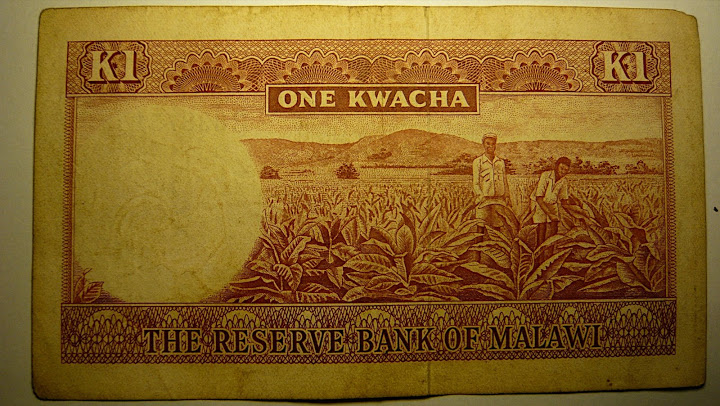 K1 K1
ONE KWACHA
THE RESERVE BANK OF MALAWI